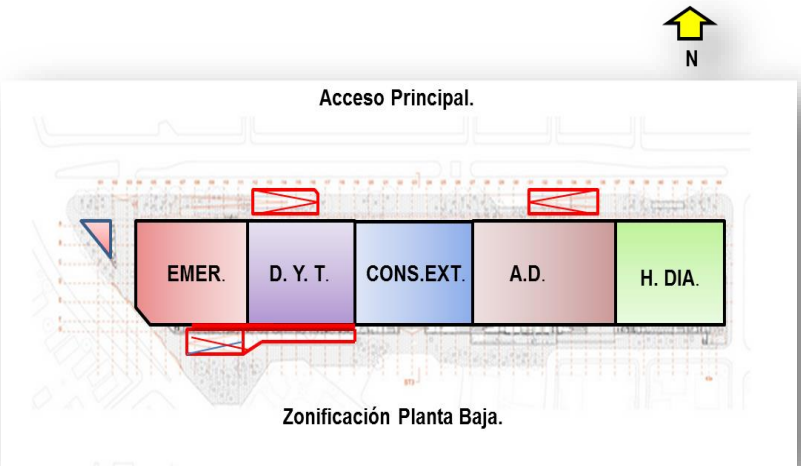 N
Acceso Principal.
EMER.
D. Y. T.
CONS.EXT.
A.D.
H. DIA.
Zonificación Planta Baja.